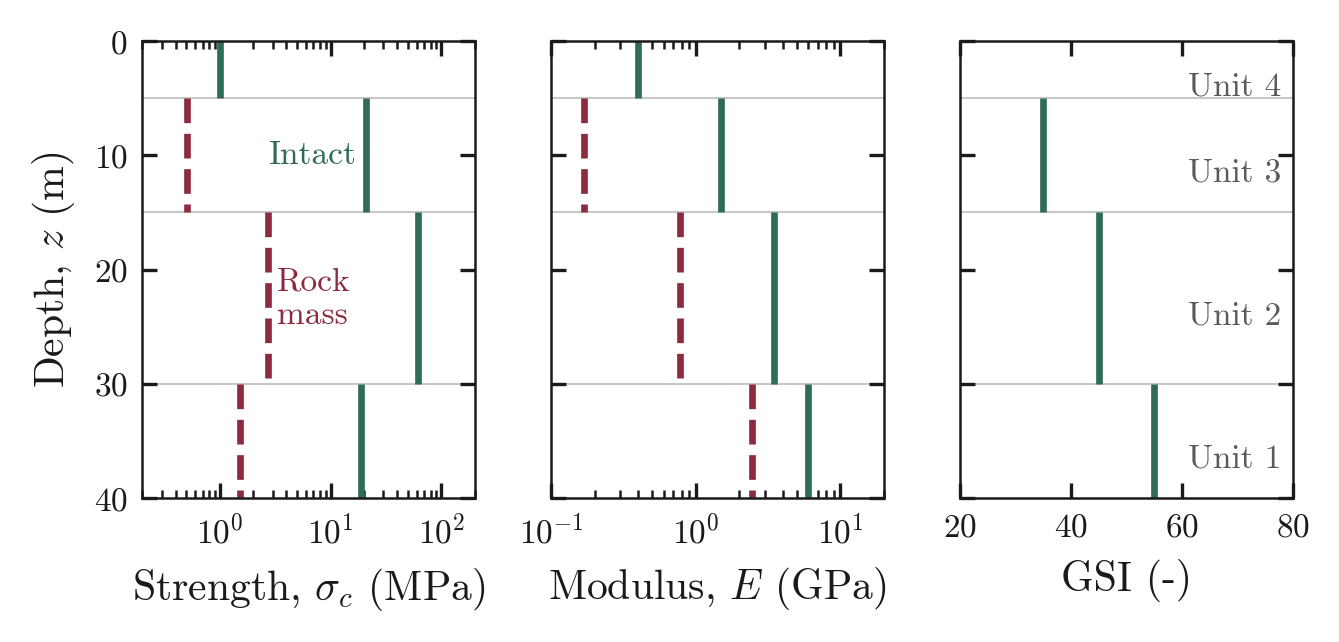 0
10
20
30
40
Depth, z (m)
Intact
Rock
mass
10⁰
10¹
10²
Strength, σ_c (MPa)
10⁻¹
10⁰
10¹
Modulus, E (GPa)
Unit 4
Unit 3
Unit 2
Unit 1
20
40
60
80
GSI (-)